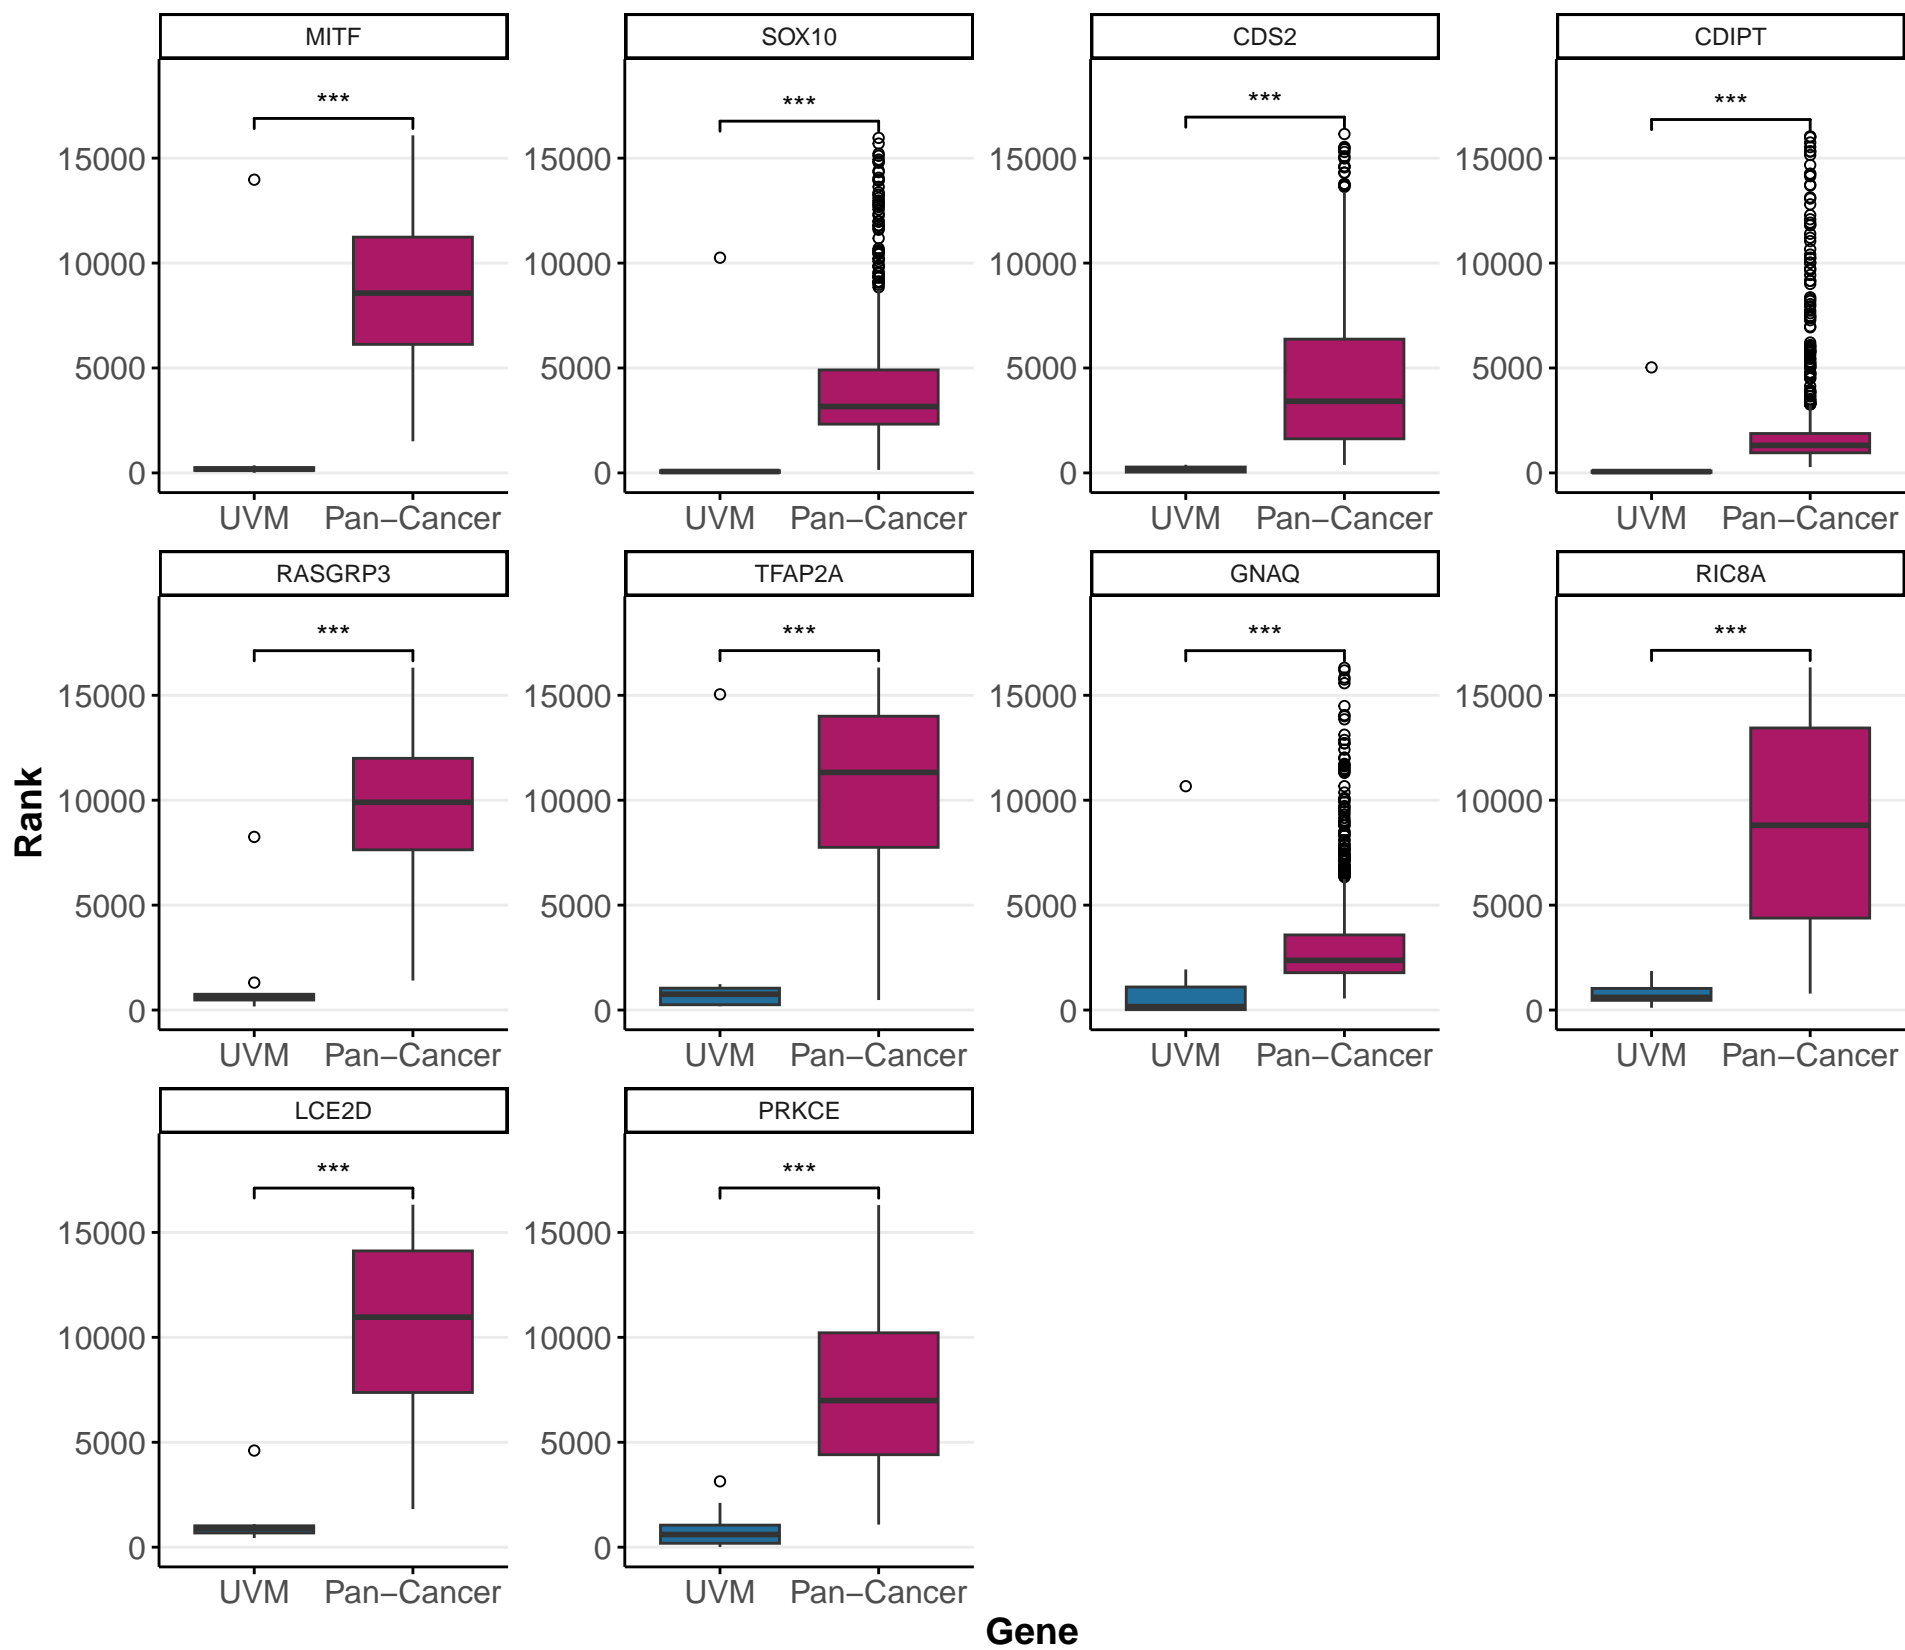 MITF SOX10 CDS2 CDIPT
*** *** *** ***
15000 15000 15000 15000
10000 10000 10000 10000
5000 5000 5000 5000
0 0 0 0
UVM Pan−Cancer UVM Pan−Cancer UVM Pan−Cancer UVM Pan−Cancer
RASGRP3 TFAP2A GNAQ RIC8A
*** *** *** ***
15000 15000 15000 15000
10000 10000 10000 10000
5000 5000 5000 5000
0 0 0 0
UVM Pan−Cancer UVM Pan−Cancer UVM Pan−Cancer UVM Pan−Cancer
LCE2D PRKCE
*** ***
15000 15000
10000 10000
5000 5000
0 0
UVM Pan−Cancer UVM Pan−Cancer
Rank
Gene